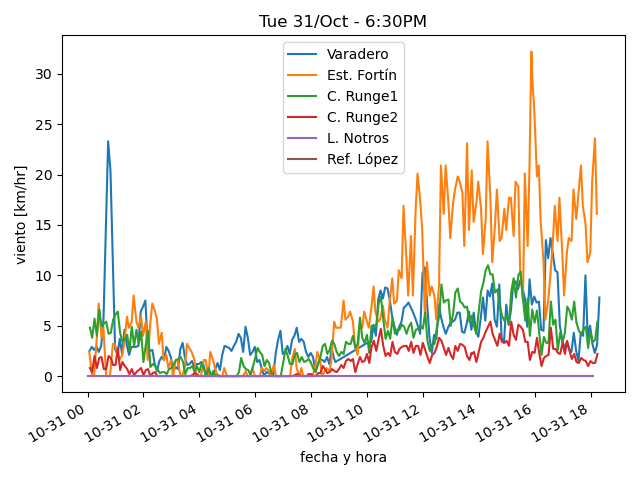 Tue 31/Oct - 6:30PM
Varadero
Est. Fortín
C. Runge1
C. Runge2
L. Notros
Ref. López
viento [km/hr]
30
25
20
15
10
5
0
10-31 00
10-31 02
10-31 04
10-31 06
10-31 08
10-31 10
10-31 12
10-31 14
10-31 16
10-31 18
fecha y hora